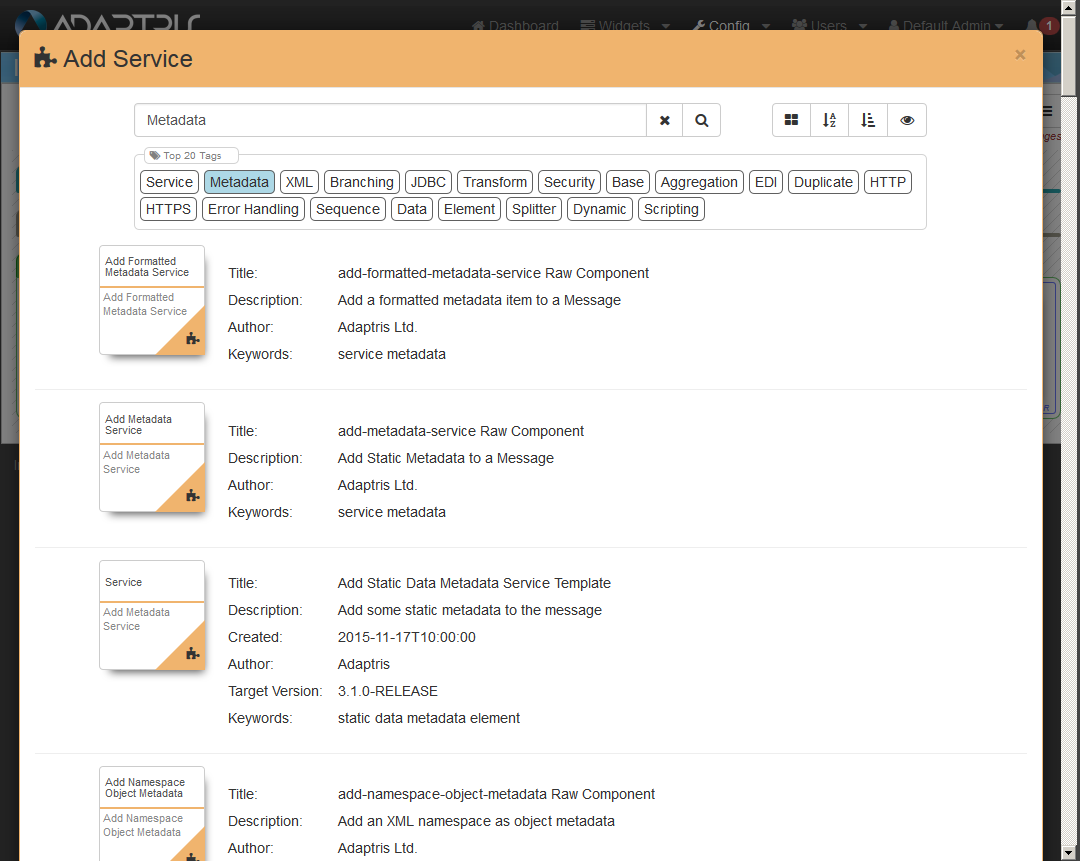 ADAPTRIS
Dashboard Widgets Config Users Default Admin 1
Add Service ×
Metadata
Top 20 Tags
Service Metadata XML Branching JDBC Transform Security Base Aggregation EDI Duplicate HTTP
HTTPS Error Handling Sequence Data Element Splitter Dynamic Scripting
Add Formatted
Metadata Service
Add Formatted
Metadata Service
Title: add-formatted-metadata-service Raw Component
Description: Add a formatted metadata item to a Message
Author: Adaptris Ltd.
Keywords: service metadata
Add Metadata
Service
Add Metadata
Service
Title: add-metadata-service Raw Component
Description: Add Static Metadata to a Message
Author: Adaptris Ltd.
Keywords: service metadata
Service
Add Metadata
Service
Title: Add Static Data Metadata Service Template
Description: Add some static metadata to the message
Created: 2015-11-17T10:00:00
Author: Adaptris
Target Version: 3.1.0-RELEASE
Keywords: static data metadata element
Add Namespace
Object Metadata
Add Namespace
Object Metadata
Title: add-namespace-object-metadata Raw Component
Description: Add an XML namespace as object metadata
Author: Adaptris Ltd.